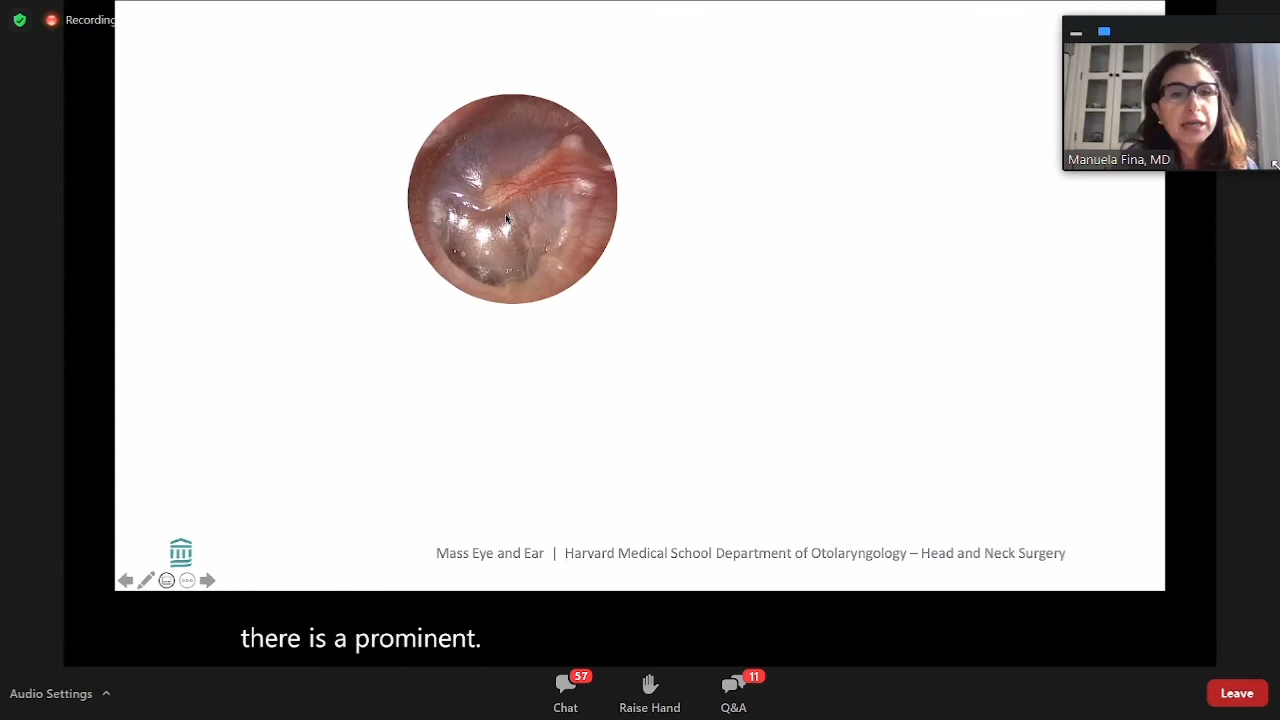 Recording
Manuela Fina, MD
Mass Eye and Ear | Harvard Medical School Department of Otolaryngology – Head and Neck Surgery
there is a prominent.
Audio Settings
57
Chat
Raise Hand
11
Q&A
Leave